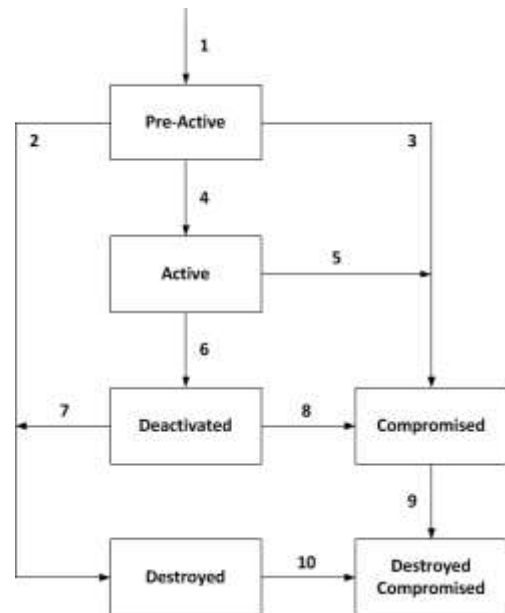 1
Pre-Active
2
3
4
Active
5
6
Deactivated
7
8
Compromised
9
Destroyed
10
Destroyed
Compromised